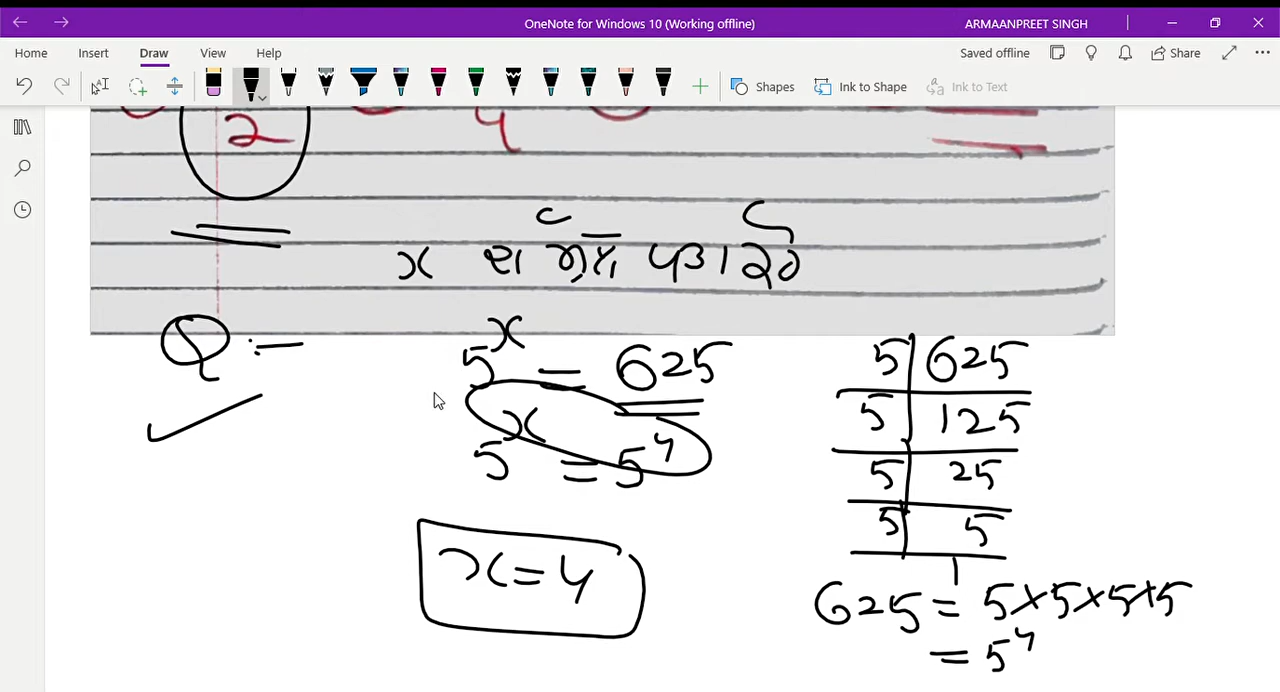 OneNote for Windows 10 (Working offline)
ARMAANPREET SINGH
Home Insert Draw View Help
Saved offline
Share
Shapes
Ink to Shape
Ink to Text
2
4
x ਦਾ ਮੁੱਲ ਪਤਾ ਕਰੋ
Q :-
5^x = 625
5^x = 5^4
x=4
5 | 625
5 | 125
5 | 25
5 | 5
1
625 = 5×5×5×5
= 5^4